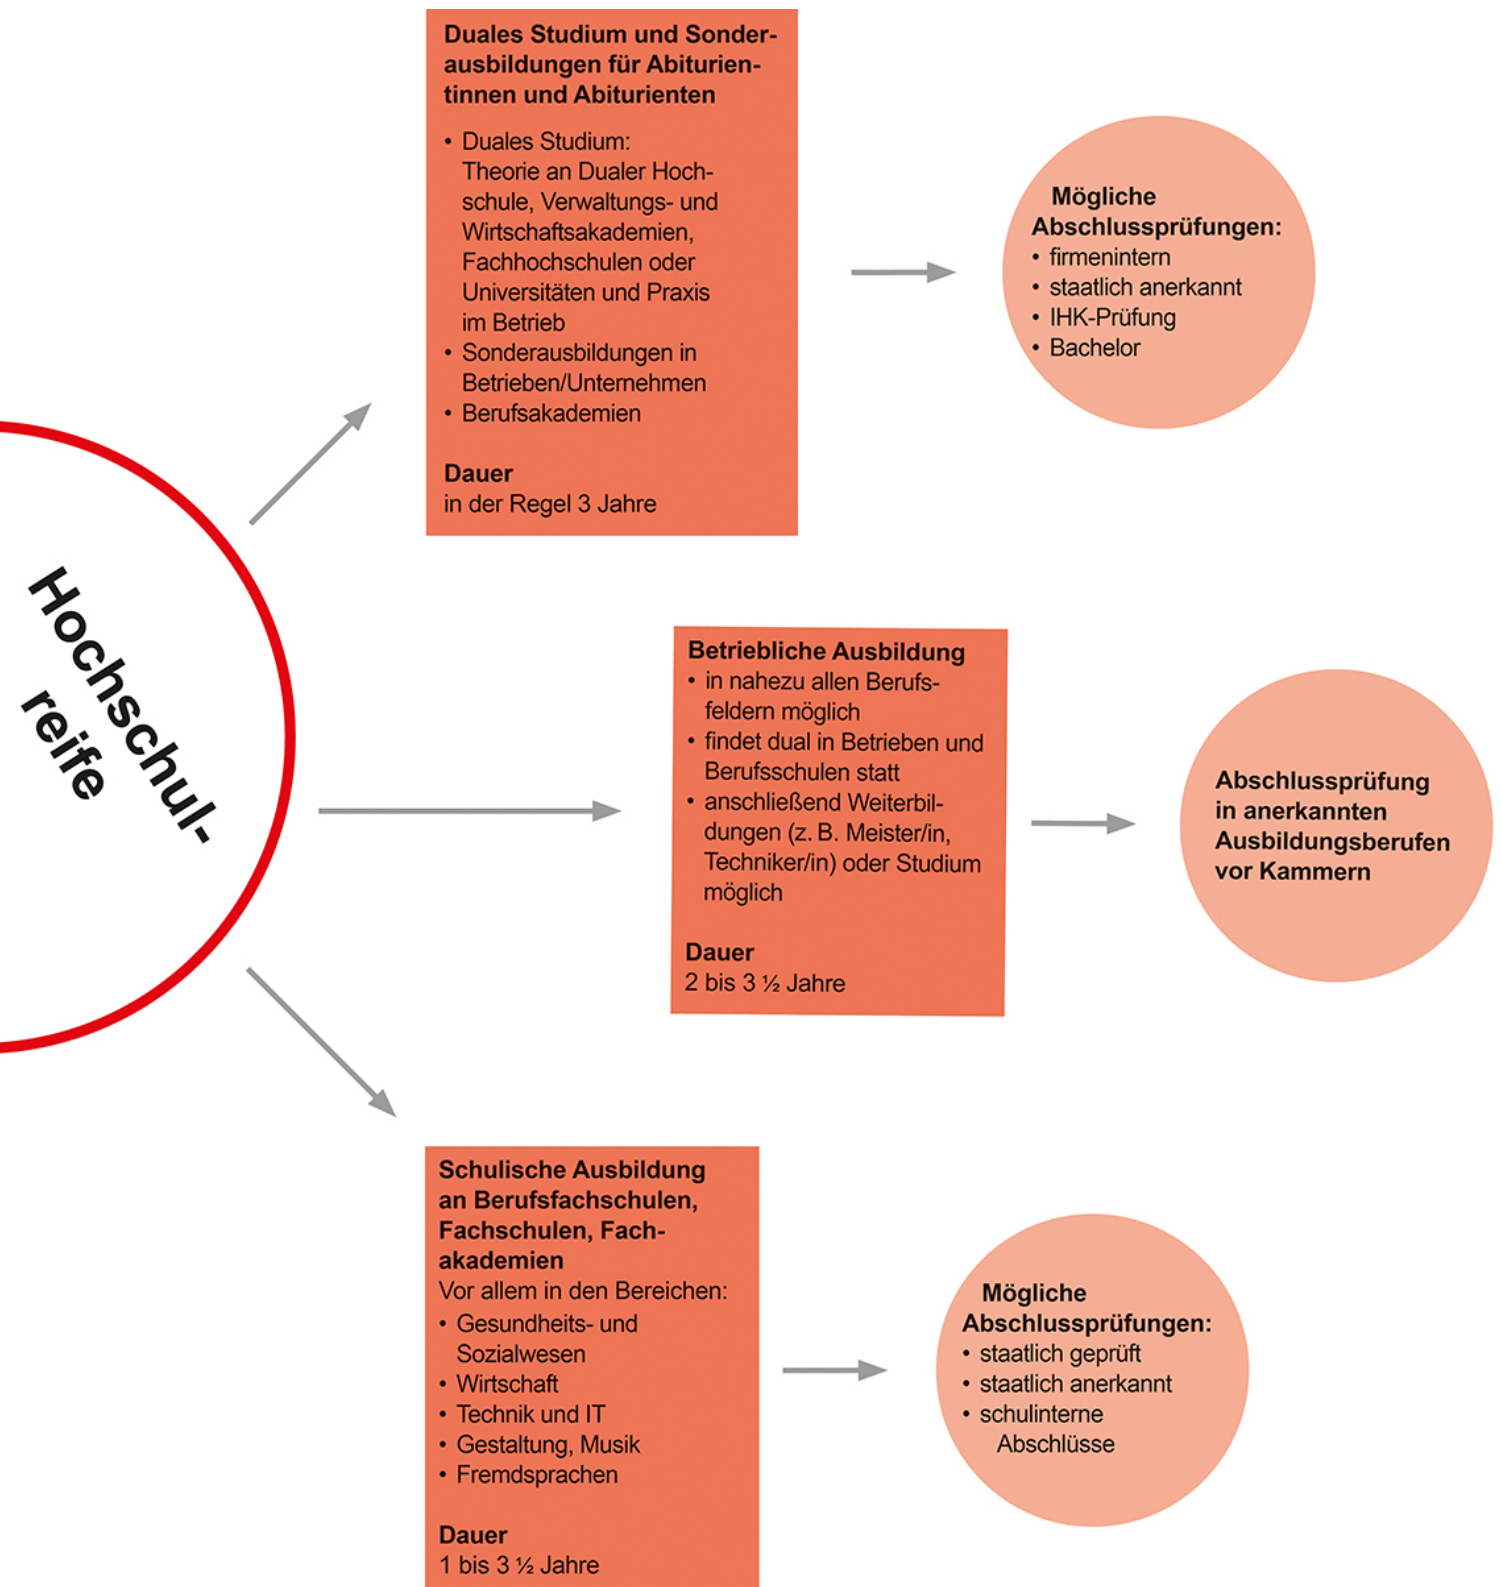 Hochschul-
reife
Duales Studium und Sonder-
ausbildungen für Abiturien-
tinnen und Abiturienten
• Duales Studium:
Theorie an Dualer Hoch-
schule, Verwaltungs- und
Wirtschaftsakademien,
Fachhochschulen oder
Universitäten und Praxis
im Betrieb
• Sonderausbildungen in
Betrieben/Unternehmen
• Berufsakademien
Dauer
in der Regel 3 Jahre
Mögliche
Abschlussprüfungen:
• firmenintern
• staatlich anerkannt
• IHK-Prüfung
• Bachelor
Betriebliche Ausbildung
• in nahezu allen Berufs-
feldern möglich
• findet dual in Betrieben und
Berufsschulen statt
• anschließend Weiterbil-
dungen (z. B. Meister/in,
Techniker/in) oder Studium
möglich
Dauer
2 bis 3 ½ Jahre
Abschlussprüfung
in anerkannten
Ausbildungsberufen
vor Kammern
Schulische Ausbildung
an Berufsfachschulen,
Fachschulen, Fach-
akademien
Vor allem in den Bereichen:
• Gesundheits- und
Sozialwesen
• Wirtschaft
• Technik und IT
• Gestaltung, Musik
• Fremdsprachen
Dauer
1 bis 3 ½ Jahre
Mögliche
Abschlussprüfungen:
• staatlich geprüft
• staatlich anerkannt
• schulinterne
Abschlüsse